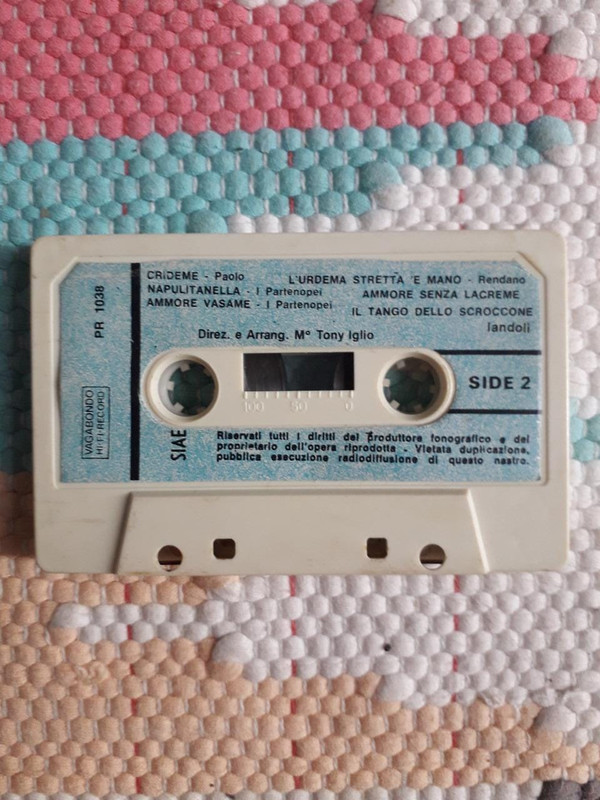 CRIDEME - Paolo
NAPULITANELLA - I Partenopei
AMMORE VASAME - I Partenopei
L'URDEMA STRETTA 'E MANO - Rendano
AMMORE SENZA LACREME
IL TANGO DELLO SCROCCONE
Iandoli
Direz. e Arrang. M° Tony Iglio
PR 1038
VAGABONDO
HI-FI-RECORD
100 50 0
SIDE 2
SIAE
Riservati tutti i diritti del produttore fonografico e del
proprietario dell'opera riprodotta - Vietata duplicazione,
pubblica esecuzione radiodiffusione di questo nastro.